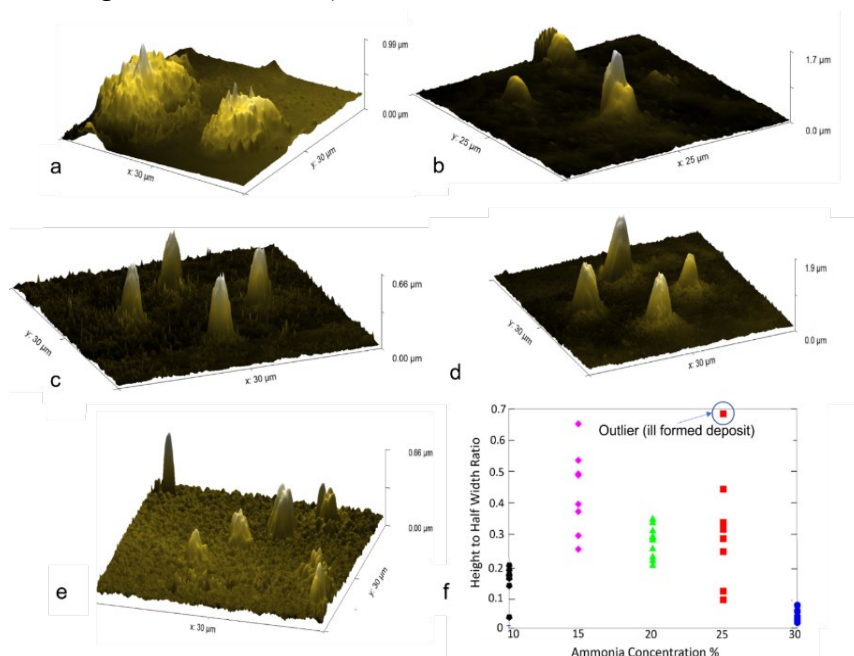 0.99 µm
0.00 µm
y: 30 µm
x: 30 µm
a
1.7 µm
0.0 µm
y: 25 µm
x: 25 µm
b
0.66 µm
0.00 µm
y: 30 µm
x: 30 µm
c
1.9 µm
0.0 µm
y: 30 µm
x: 30 µm
d
0.66 µm
0.00 µm
y: 30 µm
x: 30 µm
e
f
Height to Half Width Ratio
0.7
0.6
0.5
0.4
0.3
0.2
0.1
0
Outlier (ill formed deposit)
10 15 20 25 30
Ammonia Concentration %